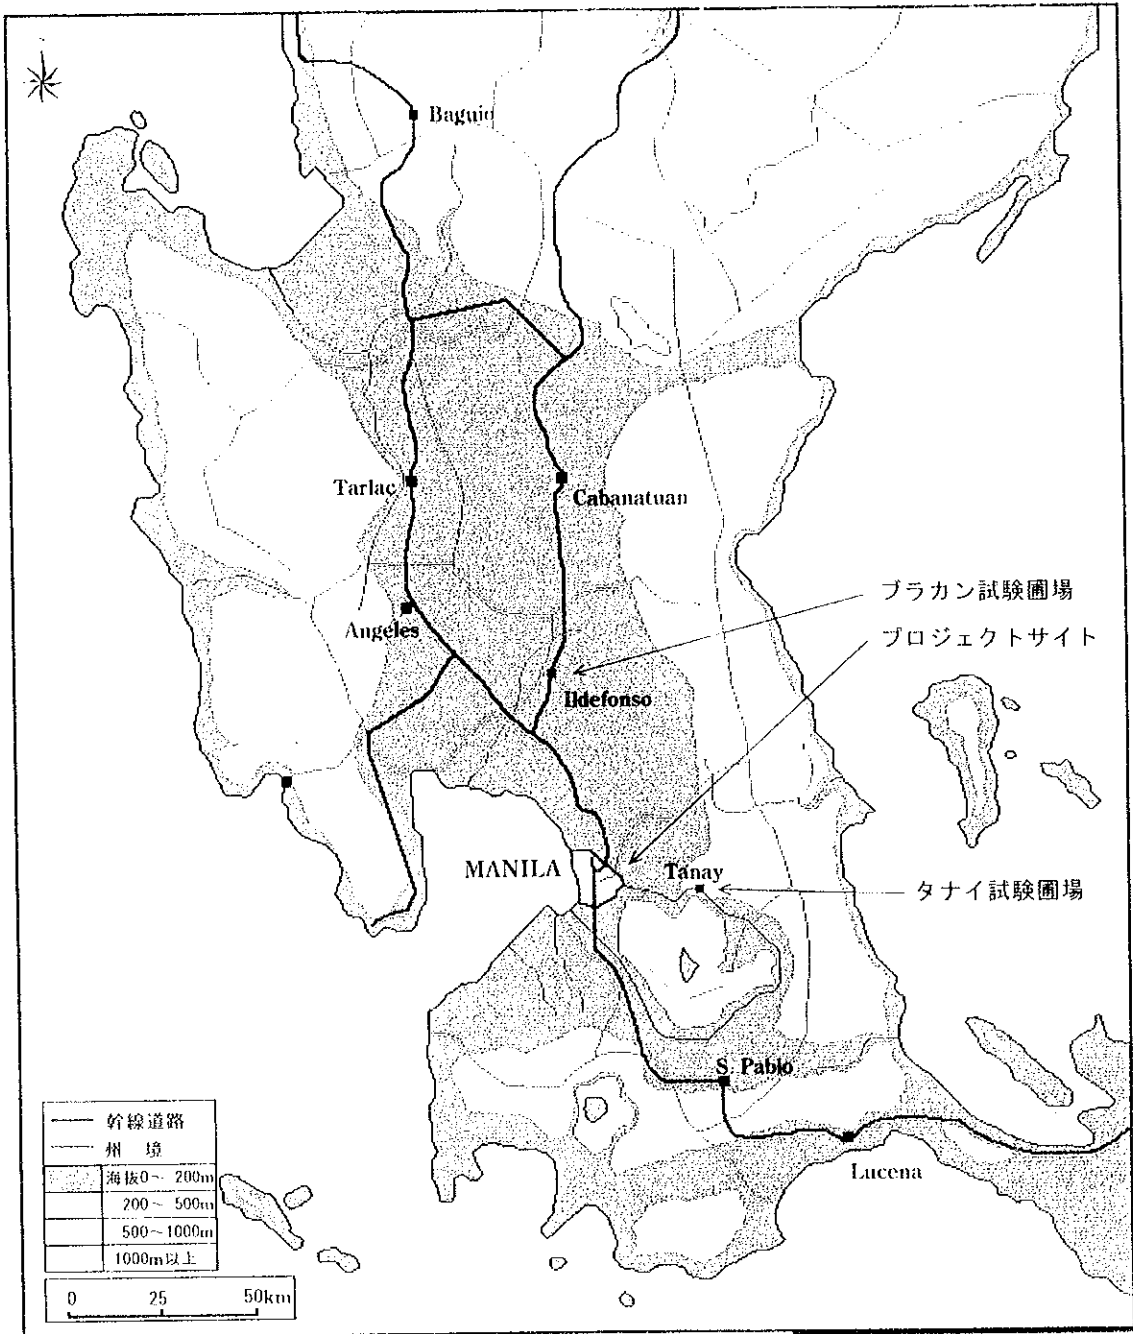 Baguio
Tarlac
Cabanatuan
ブラカン試験圃場
プロジェクトサイト
Angeles
Ildefonso
MANILA
Tanay
タナイ試験圃場
S. Pablo
Lucena
幹線道路
州 境
海抜0~ 200m
200~ 500m
500~1000m
1000m以上
0 25 50km